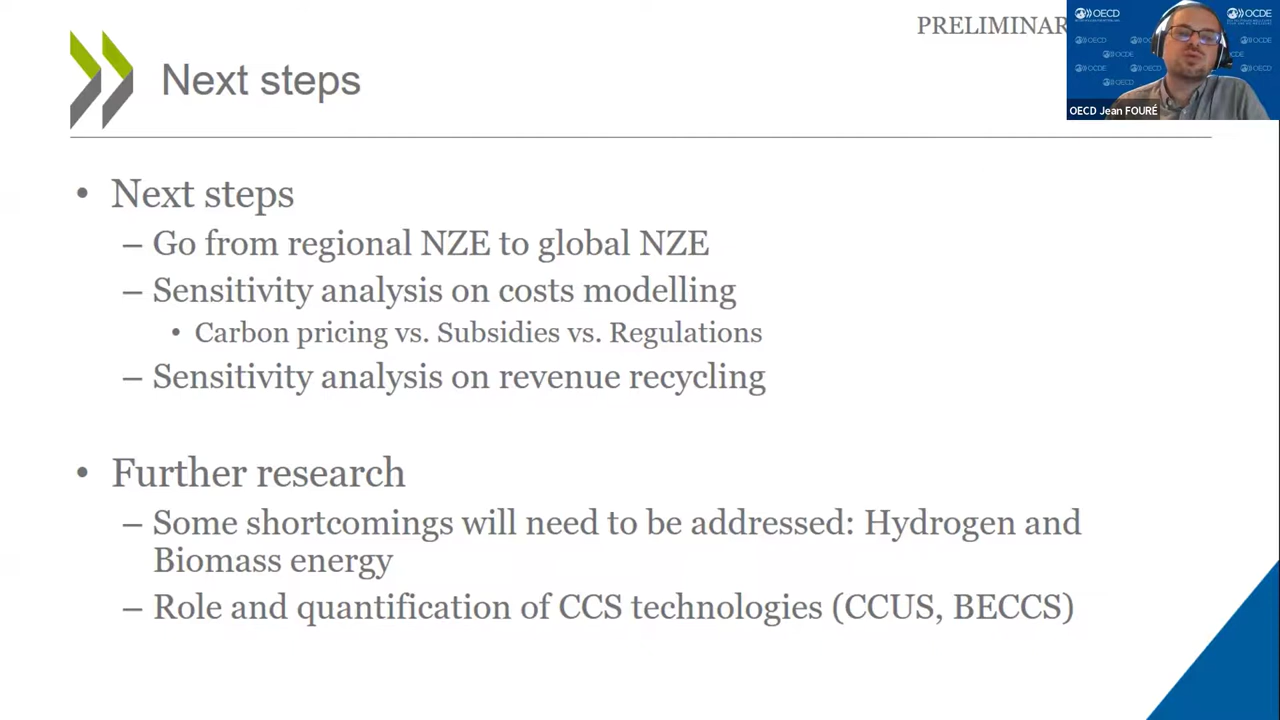 PRELIMINAR
OECD
OCDE
Next steps
OECD Jean FOURÉ
• Next steps
– Go from regional NZE to global NZE
– Sensitivity analysis on costs modelling
• Carbon pricing vs. Subsidies vs. Regulations
– Sensitivity analysis on revenue recycling
• Further research
– Some shortcomings will need to be addressed: Hydrogen and
Biomass energy
– Role and quantification of CCS technologies (CCUS, BECCS)